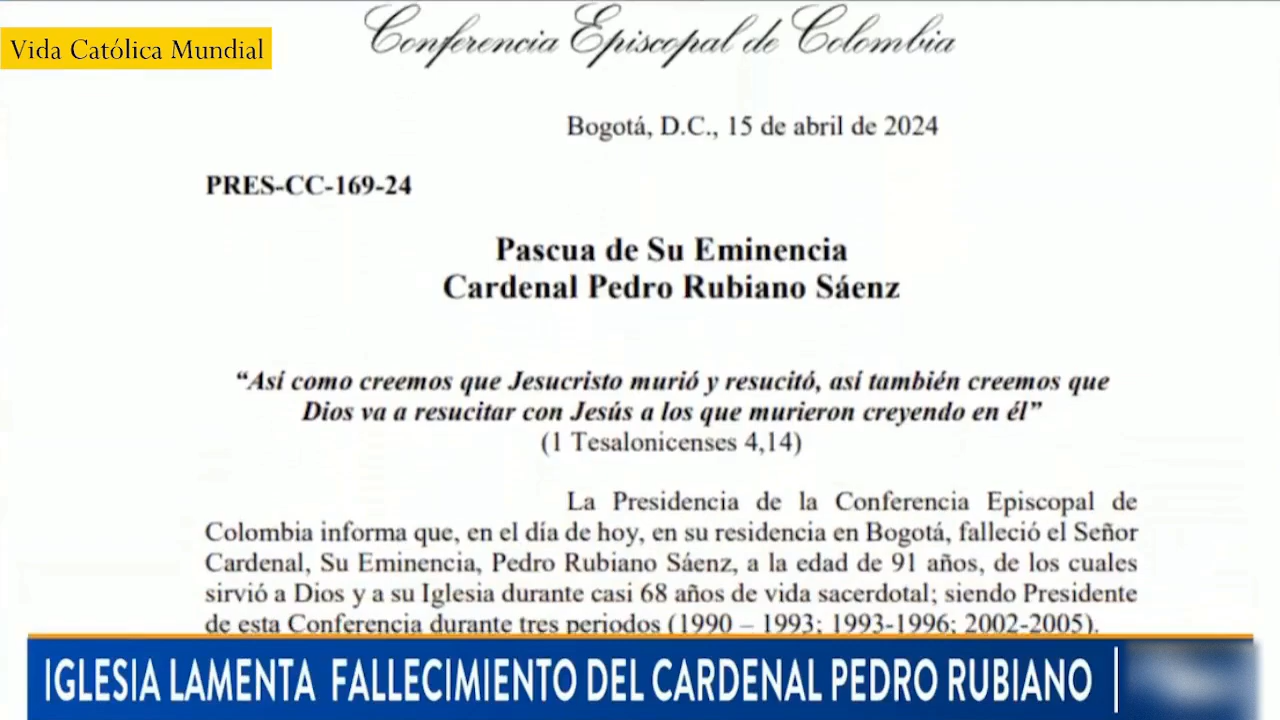 Conferencia Episcopal de Colombia
Vida Católica Mundial
Bogotá, D.C., 15 de abril de 2024
PRES-CC-169-24
Pascua de Su Eminencia
Cardenal Pedro Rubiano Sáenz
“Así como creemos que Jesucristo murió y resucitó, así también creemos que
Dios va a resucitar con Jesús a los que murieron creyendo en él”
(1 Tesalonicenses 4,14)
La Presidencia de la Conferencia Episcopal de
Colombia informa que, en el día de hoy, en su residencia en Bogotá, falleció el Señor
Cardenal, Su Eminencia, Pedro Rubiano Sáenz, a la edad de 91 años, de los cuales
sirvió a Dios y a su Iglesia durante casi 68 años de vida sacerdotal; siendo Presidente
de esta Conferencia durante tres periodos (1990 – 1993; 1993-1996; 2002-2005).
IGLESIA LAMENTA FALLECIMIENTO DEL CARDENAL PEDRO RUBIANO